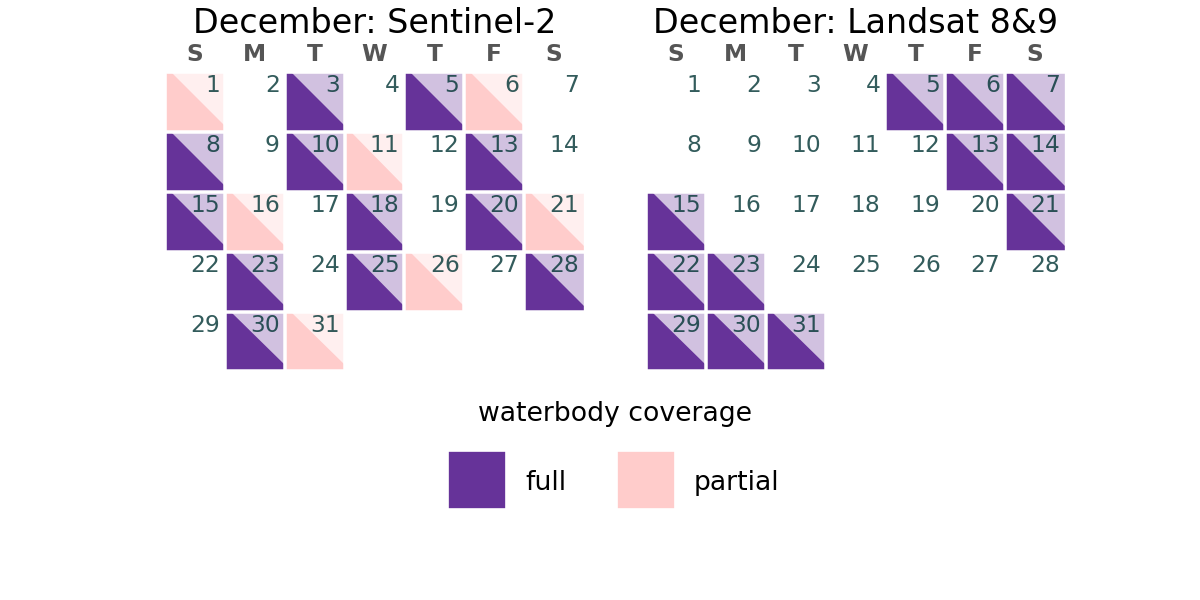 December: Sentinel-2
S M T W T F S
1 2 3 4 5 6 7
8 9 10 11 12 13 14
15 16 17 18 19 20 21
22 23 24 25 26 27 28
29 30 31
December: Landsat 8&9
S M T W T F S
1 2 3 4 5 6 7
8 9 10 11 12 13 14
15 16 17 18 19 20 21
22 23 24 25 26 27 28
29 30 31
waterbody coverage
full partial